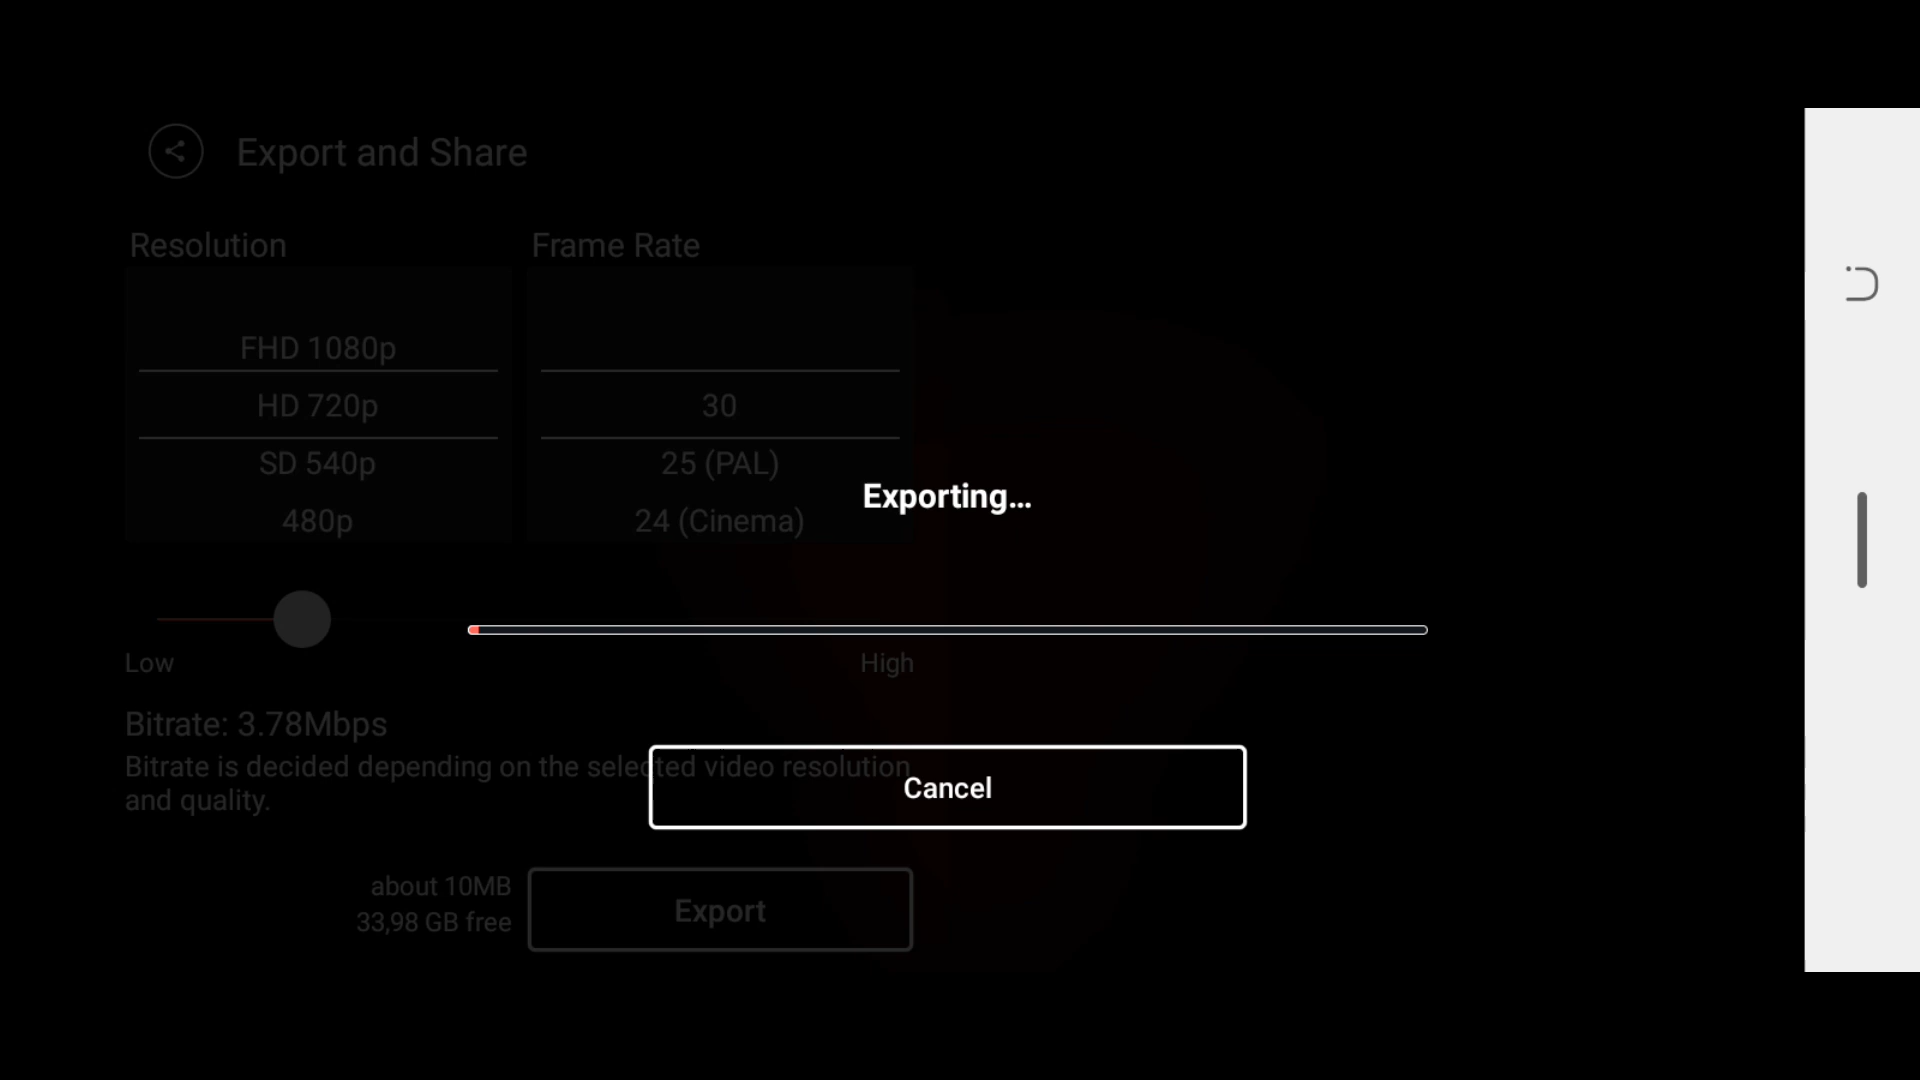 Export and Share
Resolution
Frame Rate
FHD 1080p
HD 720p
30
SD 540p
25 (PAL)
480p
24 (Cinema)
Exporting...
Low
High
Bitrate: 3.78Mbps
Bitrate is decided depending on the selected video resolution
and quality.
Cancel
about 10MB
33,98 GB free
Export